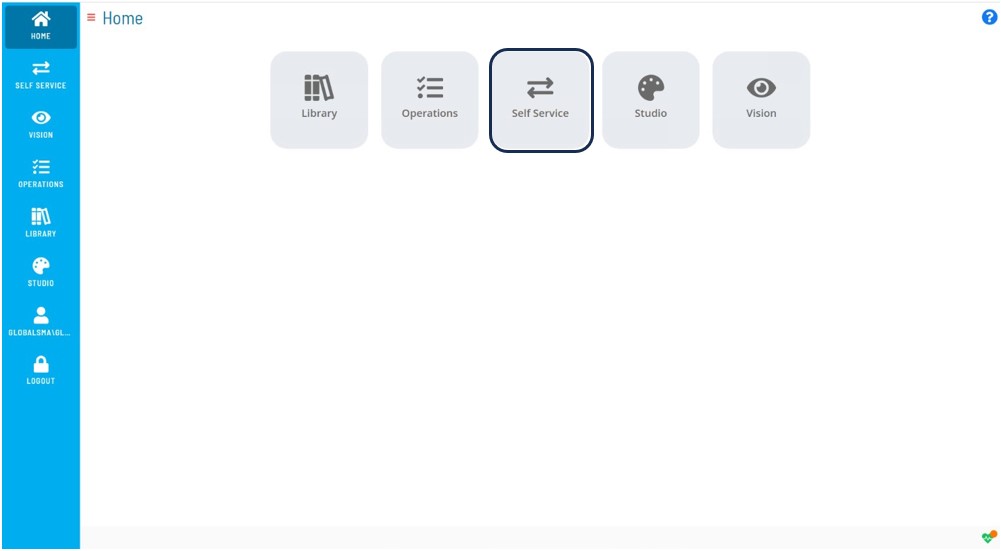 HOME
SELF SERVICE
VISION
OPERATIONS
LIBRARY
STUDIO
GLOBALSMA\GL...
LOGOUT
Home
?
Library
Operations
Self Service
Studio
Vision